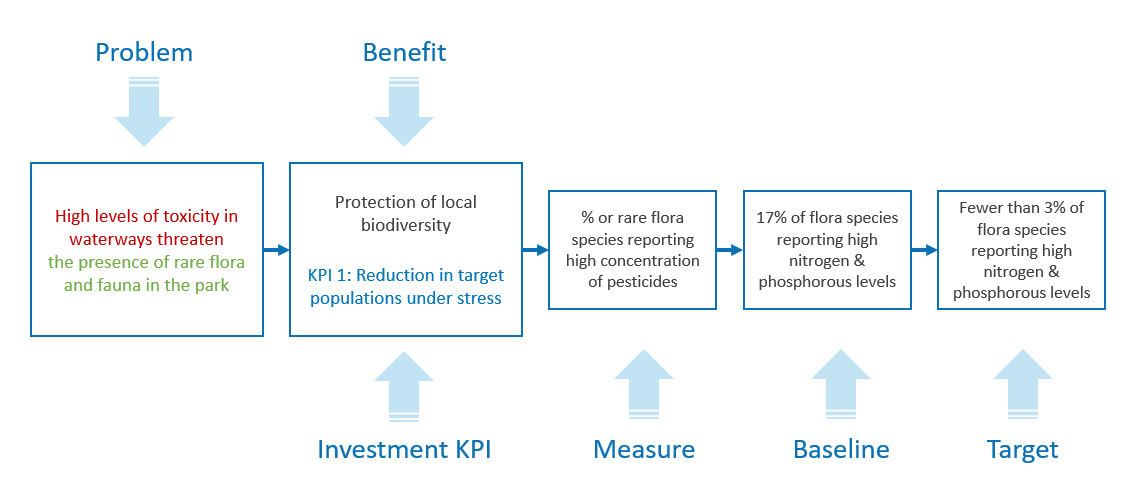 Problem
Benefit
High levels of toxicity in
waterways threaten
the presence of rare flora
and fauna in the park
Protection of local
biodiversity
KPI 1: Reduction in target
populations under stress
% or rare flora
species reporting
high concentration
of pesticides
17% of flora species
reporting high
nitrogen &
phosphorous levels
Fewer than 3% of
flora species
reporting high
nitrogen &
phosphorous levels
Investment KPI
Measure
Baseline
Target